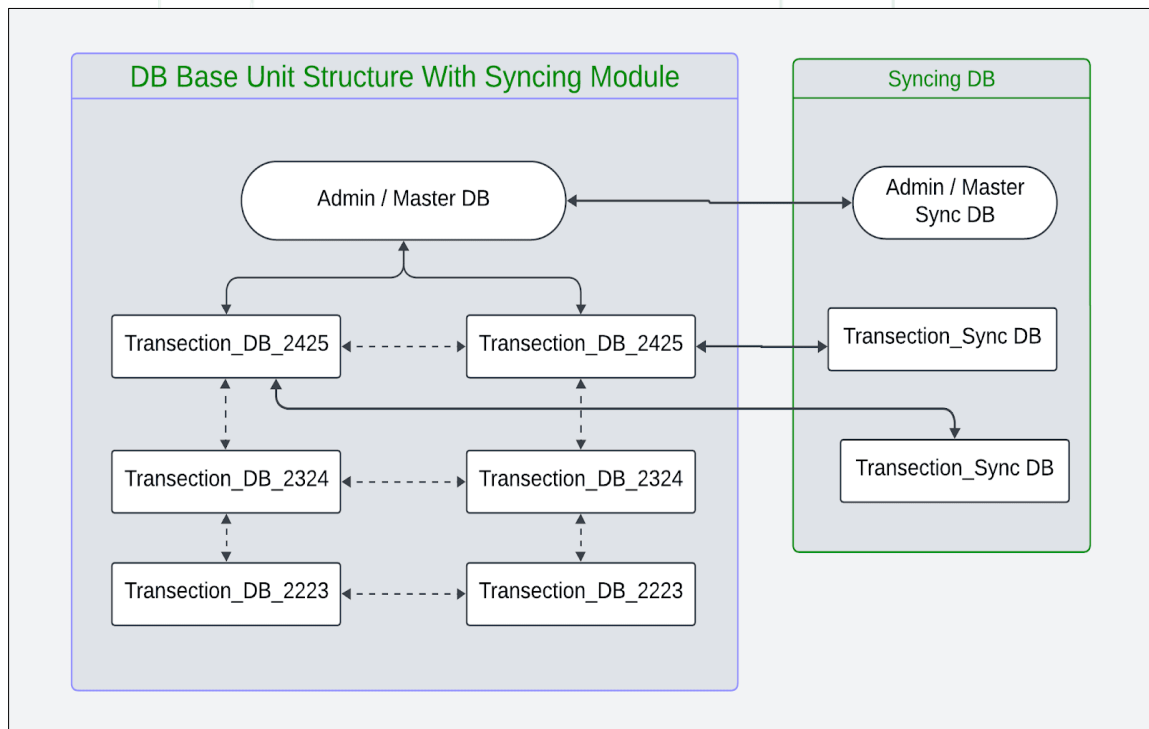 DB Base Unit Structure With Syncing Module
Syncing DB
Admin / Master DB
Admin / Master
Sync DB
Transection_DB_2425
Transection_DB_2425
Transection_Sync DB
Transection_Sync DB
Transection_DB_2324
Transection_DB_2324
Transection_DB_2223
Transection_DB_2223